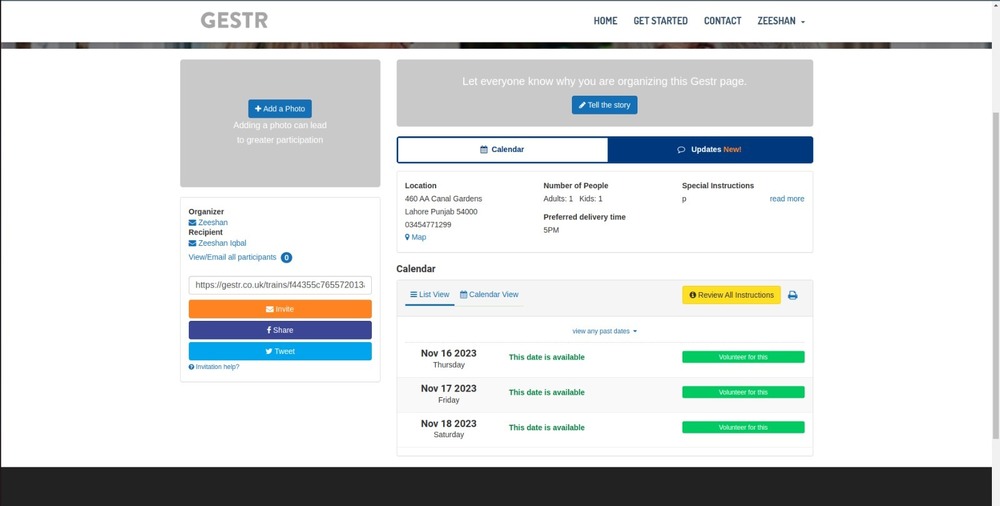 GESTR
HOME GET STARTED CONTACT ZEESHAN
Add a Photo
Adding a photo can lead
to greater participation
Let everyone know why you are organizing this Gestr page.
Tell the story
Calendar
Updates New!
Organizer
Zeeshan
Recipient
Zeeshan Iqbal
View/Email all participants 0
https://gestr.co.uk/trains/f44355c765572013
Invite
Share
Tweet
Invitation help?
Location
460 AA Canal Gardens
Lahore Punjab 54000
03454771299
Map
Number of People
Adults: 1 Kids: 1
Preferred delivery time
5PM
Special Instructions
p read more
Calendar
List View Calendar View
Review All Instructions
view any past dates
Nov 16 2023
Thursday
This date is available
Volunteer for this
Nov 17 2023
Friday
This date is available
Volunteer for this
Nov 18 2023
Saturday
This date is available
Volunteer for this